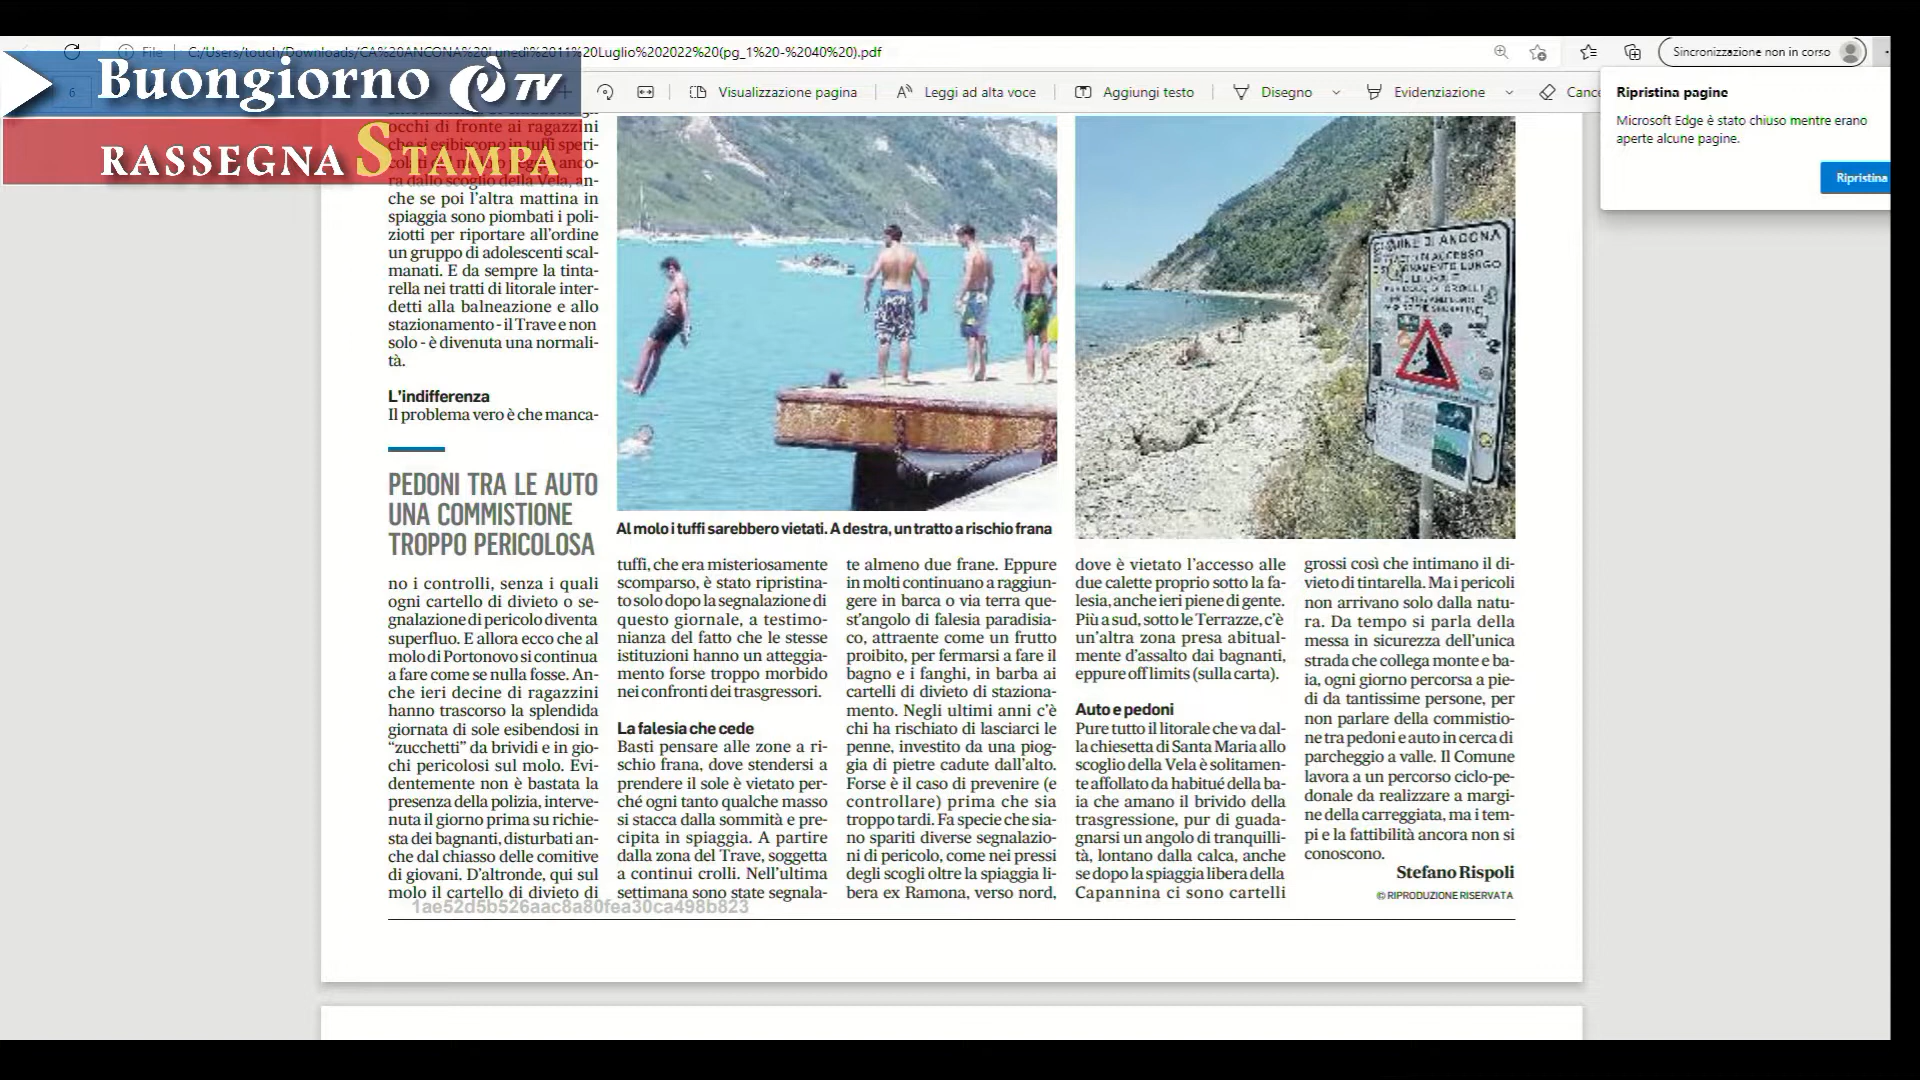 File
C:/Users/touch/Downloads/CA%20ANCONA%20Lunedì%2011%20Luglio%202022%20(pg_1%20-%2040%20).pdf
Sincronizzazione non in corso
Buongiorno è TV
RASSEGNA STAMPA
6
Visualizzazione pagina
Leggi ad alta voce
Aggiungi testo
Disegno
Evidenziazione
Ripristina pagine
Microsoft Edge è stato chiuso mentre erano
aperte alcune pagine.
Ripristina
occhi di fronte ai ragazzini
che si esibiscono in tuffi speri-
ra dallo scoglio della Vela, an-
che se poi l'altra mattina in
spiaggia sono piombati i poli-
ziotti per riportare all'ordine
un gruppo di adolescenti scal-
manati. E da sempre la tinta-
rella nei tratti di litorale inter-
detti alla balneazione e allo
stazionamento - il Trave e non
solo - è divenuta una normali-
tà.
L'indifferenza
Il problema vero è che manca-
PEDONI TRA LE AUTO
UNA COMMISTIONE
TROPPO PERICOLOSA
no i controlli, senza i quali
ogni cartello di divieto o se-
gnalazione di pericolo diventa
superfluo. E allora ecco che al
molo di Portonovo si continua
a fare come se nulla fosse. An-
che ieri decine di ragazzini
hanno trascorso la splendida
giornata di sole esibendosi in
“zucchetti” da brividi e in gio-
chi pericolosi sul molo. Evi-
dentemente non è bastata la
presenza della polizia, interve-
nuta il giorno prima su richie-
sta dei bagnanti, disturbati an-
che dal chiasso delle comitive
di giovani. D'altronde, qui sul
molo il cartello di divieto di
COMUNE DI ANCONA
Al molo i tuffi sarebbero vietati. A destra, un tratto a rischio frana
tuffi, che era misteriosamente
scomparso, è stato ripristina-
to solo dopo la segnalazione di
questo giornale, a testimo-
nianza del fatto che le stesse
istituzioni hanno un atteggia-
mento forse troppo morbido
nei confronti dei trasgressori.
La falesia che cede
Basti pensare alle zone a ri-
schio frana, dove stendersi a
prendere il sole è vietato per-
ché ogni tanto qualche masso
si stacca dalla sommità e pre-
cipita in spiaggia. A partire
dalla zona del Trave, soggetta
a continui crolli. Nell'ultima
settimana sono state segnala-
te almeno due frane. Eppure
in molti continuano a raggiun-
gere in barca o via terra que-
st'angolo di falesia paradisia-
co, attraente come un frutto
proibito, per fermarsi a fare il
bagno e i fanghi, in barba ai
cartelli di divieto di staziona-
mento. Negli ultimi anni c'è
chi ha rischiato di lasciarci le
penne, investito da una piog-
gia di pietre cadute dall'alto.
Forse è il caso di prevenire (e
controllare) prima che sia
troppo tardi. Fa specie che sia-
no spariti diverse segnalazio-
ni di pericolo, come nei pressi
degli scogli oltre la spiaggia li-
bera ex Ramona, verso nord,
dove è vietato l'accesso alle
due calette proprio sotto la fa-
lesia, anche ieri piene di gente.
Più a sud, sotto le Terrazze, c'è
un'altra zona presa abitual-
mente d'assalto dai bagnanti,
eppure off limits (sulla carta).
Auto e pedoni
Pure tutto il litorale che va dal-
la chiesetta di Santa Maria allo
scoglio della Vela è solitamen-
te affollato da habitué della ba-
ia che amano il brivido della
trasgressione, pur di guada-
gnarsi un angolo di tranquilli-
tà, lontano dalla calca, anche
se dopo la spiaggia libera della
Capannina ci sono cartelli
grossi così che intimano il di-
vieto di tintarella. Ma i pericoli
non arrivano solo dalla natu-
ra. Da tempo si parla della
messa in sicurezza dell'unica
strada che collega monte e ba-
ia, ogni giorno percorsa a pie-
di da tantissime persone, per
non parlare della commistio-
ne tra pedoni e auto in cerca di
parcheggio a valle. Il Comune
lavora a un percorso ciclo-pe-
donale da realizzare a margi-
ne della carreggiata, ma i tem-
pi e la fattibilità ancora non si
conoscono.
Stefano Rispoli
© RIPRODUZIONE RISERVATA
1ae52d5b526aac8a80fea30ca498b823